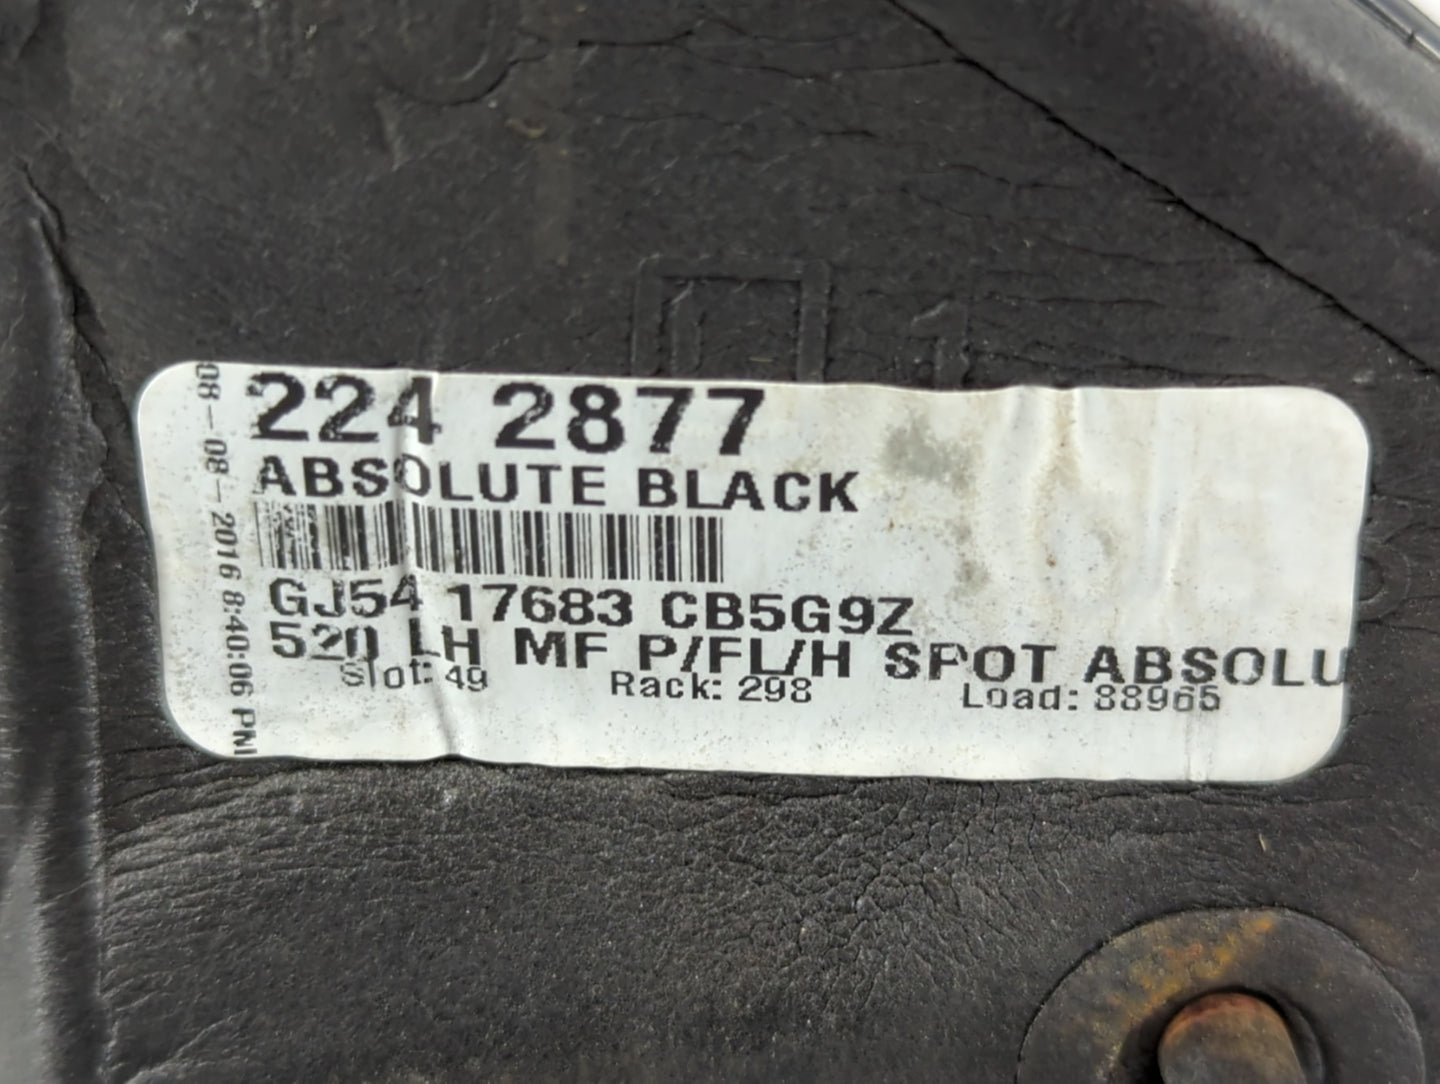 224 2877
ABSOLUTE BLACK
GJ54 17683 CB5G9Z
520 LH MF P/FL/H SPOT ABSOLU
Slot: 49 Rack: 298 Load: 88965
08-08-2016 8:40:06 PM